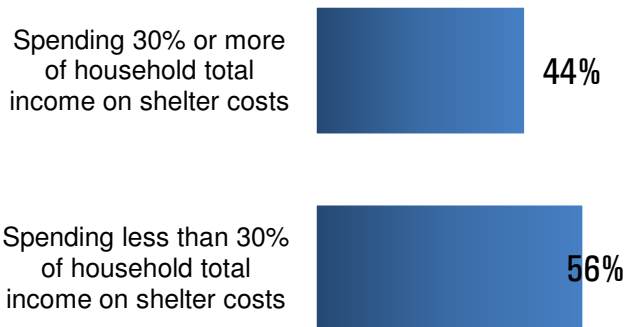 Spending 30% or more
of household total
income on shelter costs
44%
Spending less than 30%
of household total
income on shelter costs
56%